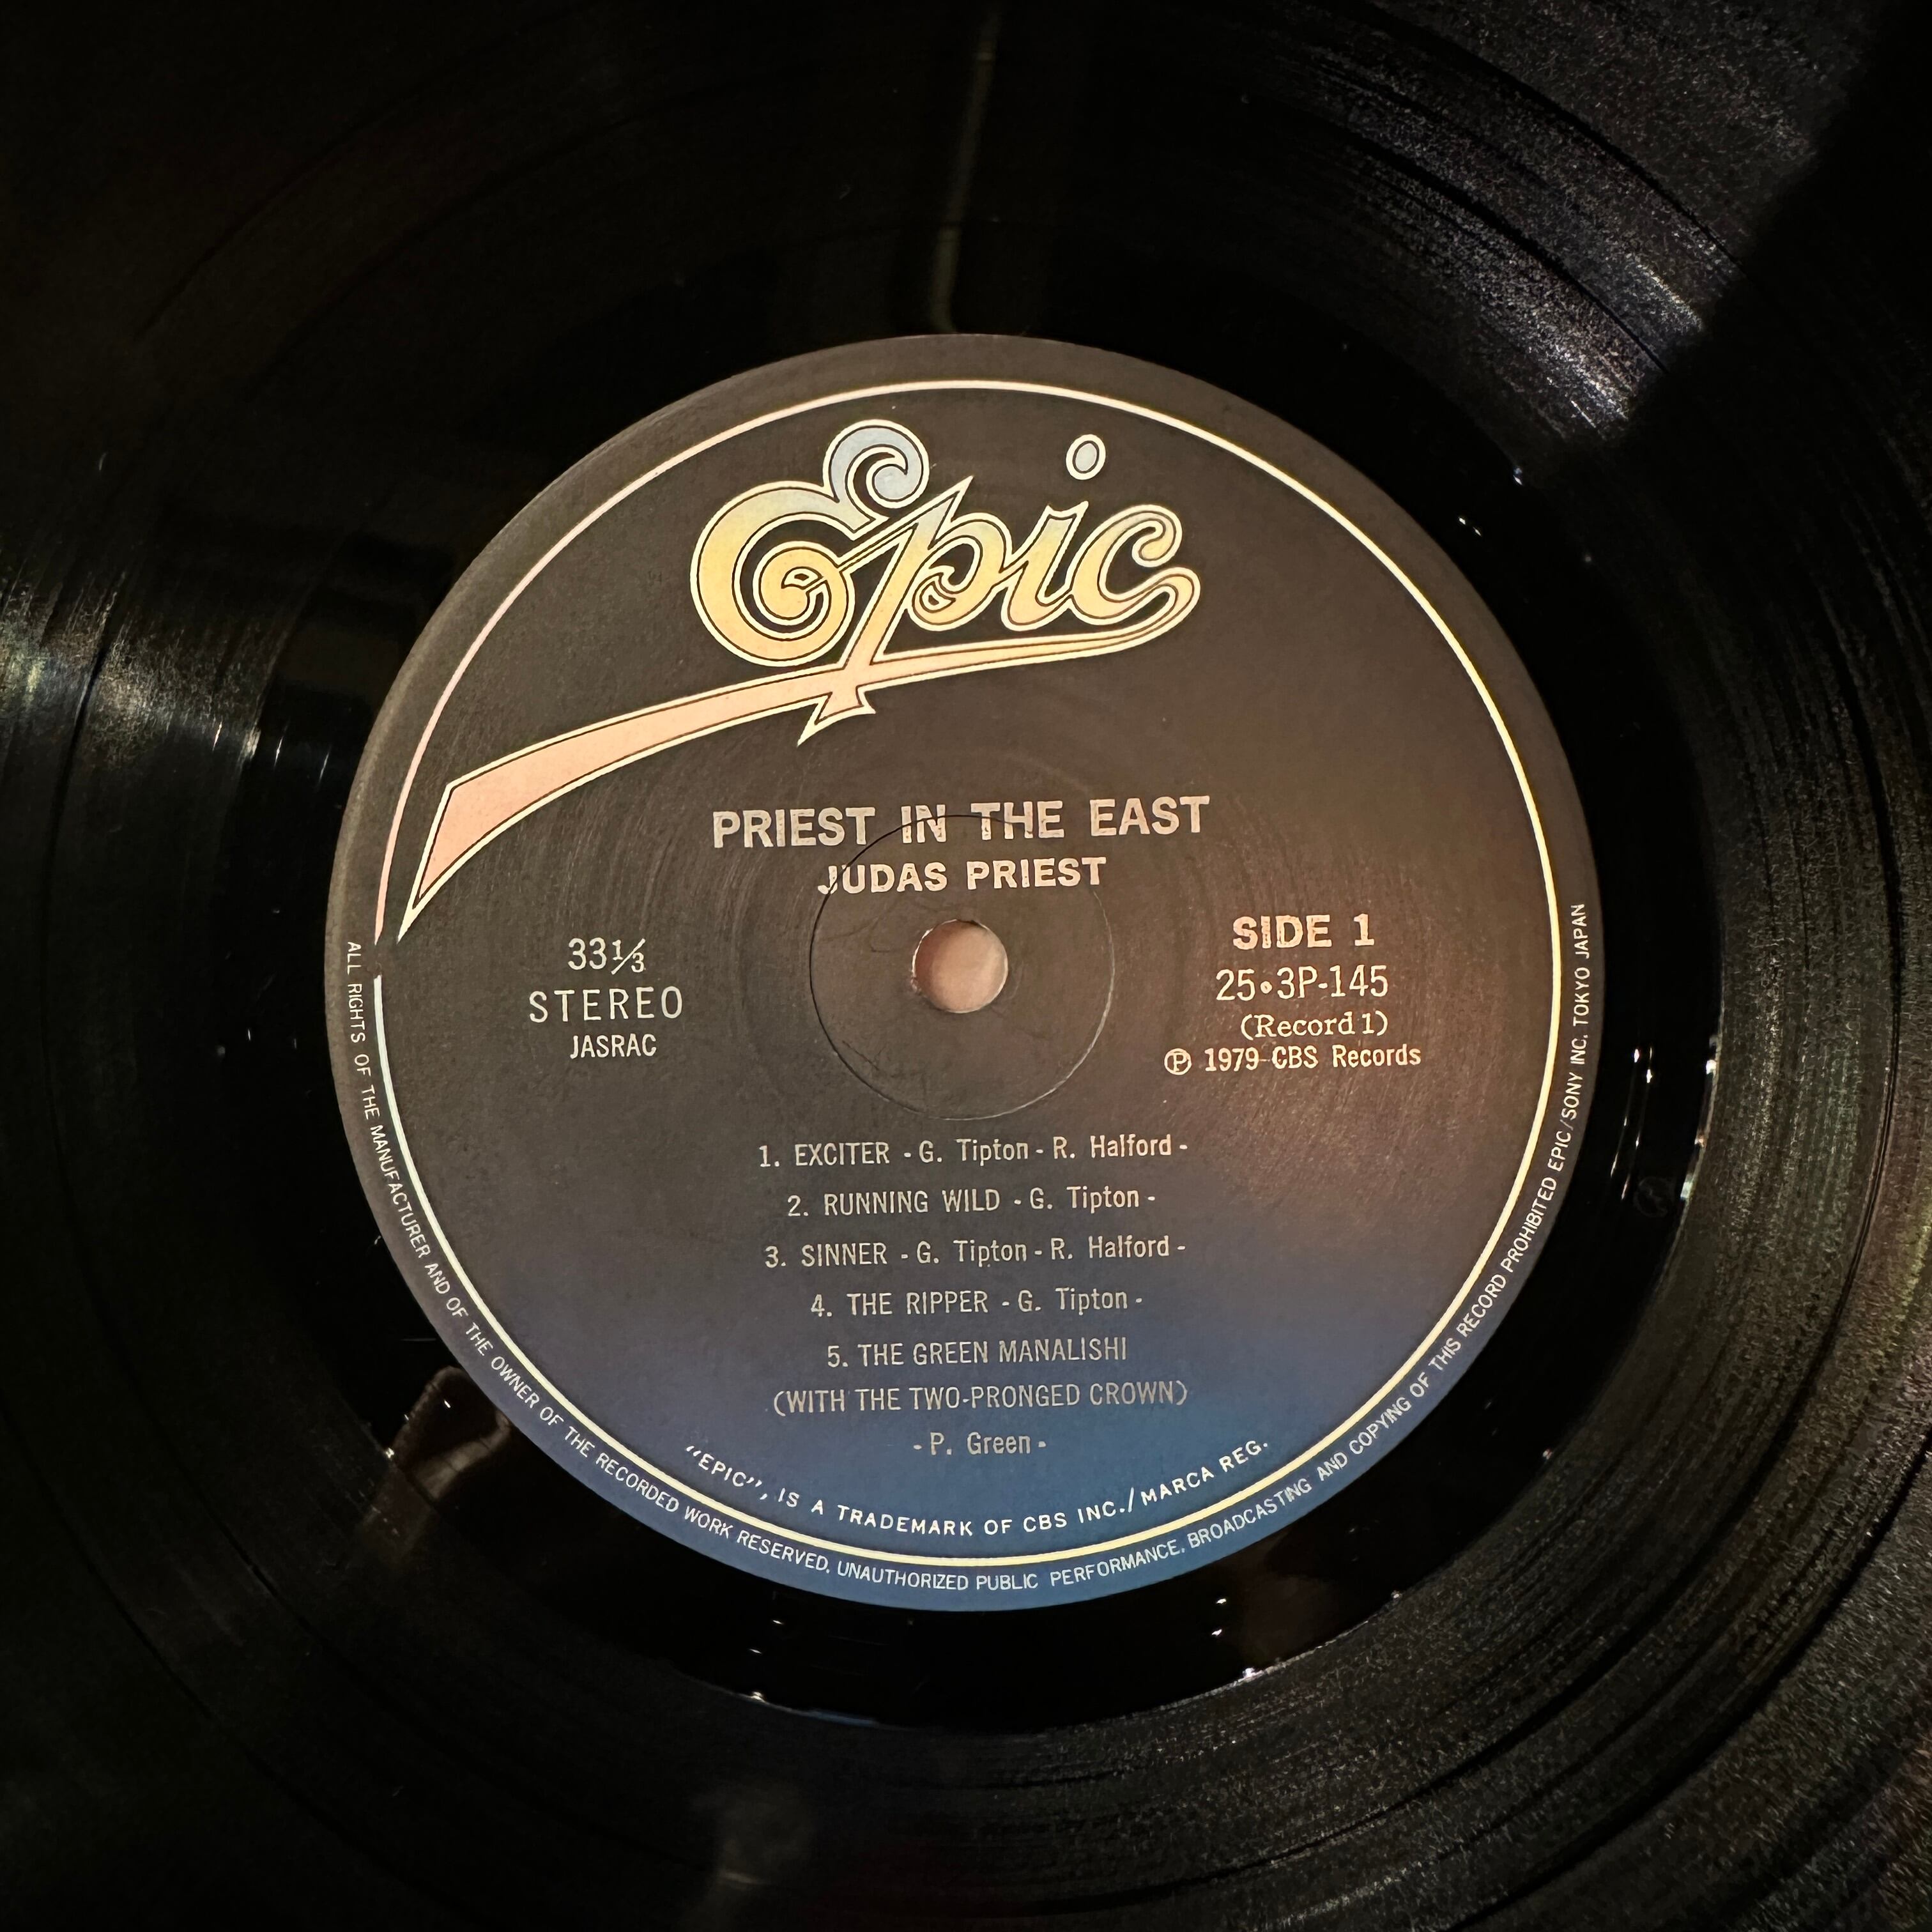 Epic
PRIEST IN THE EAST
JUDAS PRIEST
33⅓
STEREO
JASRAC
SIDE 1
25•3P-145
(Record 1)
℗ 1979 CBS Records
1. EXCITER - G. Tipton - R. Halford -
2. RUNNING WILD - G. Tipton -
3. SINNER - G. Tipton - R. Halford -
4. THE RIPPER - G. Tipton -
5. THE GREEN MANALISHI
(WITH THE TWO-PRONGED CROWN)
- P. Green -
"EPIC", IS A TRADEMARK OF CBS INC./MARCA REG.
ALL RIGHTS OF THE MANUFACTURER AND OF THE OWNER OF THE RECORDED WORK RESERVED, UNAUTHORIZED PUBLIC PERFORMANCE, BROADCASTING AND COPYING OF THIS RECORD PROHIBITED EPIC/SONY INC. TOKYO JAPAN